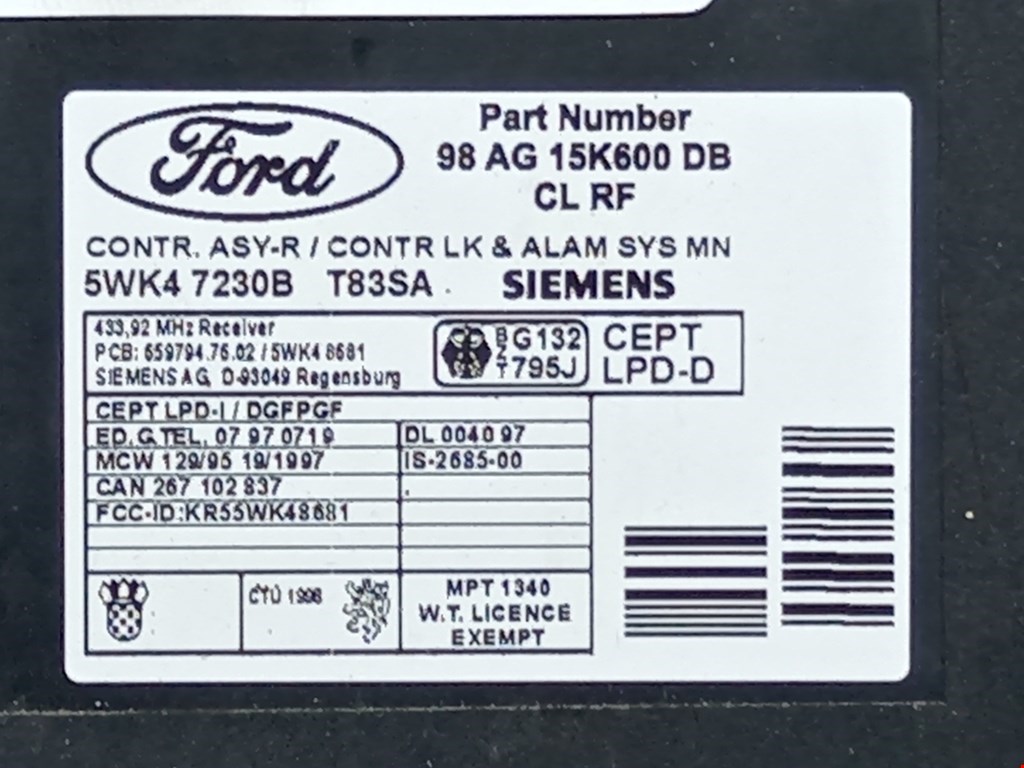 Ford
Part Number
98 AG 15K600 DB
CL RF
CONTR. ASY-R / CONTR LK & ALAM SYS MN
5WK4 7230B T83SA . SIEMENS
433,92 MHz Receiver
PCB: 659794.76.02 / 5WK4 8681
SIEMENS AG, D-93049 Regensburg
BZT
G132
795J
CEPT
LPD-D
CEPT LPD-I / DGFPGF
ED. G.TEL. 07 97 0719
DL 004097
MCW 129/95 19/1997
IS-2685-00
CAN 267 102 837
FCC-ID:KR55WK48681
ČTÚ 1998
MPT 1340
W.T. LICENCE
EXEMPT